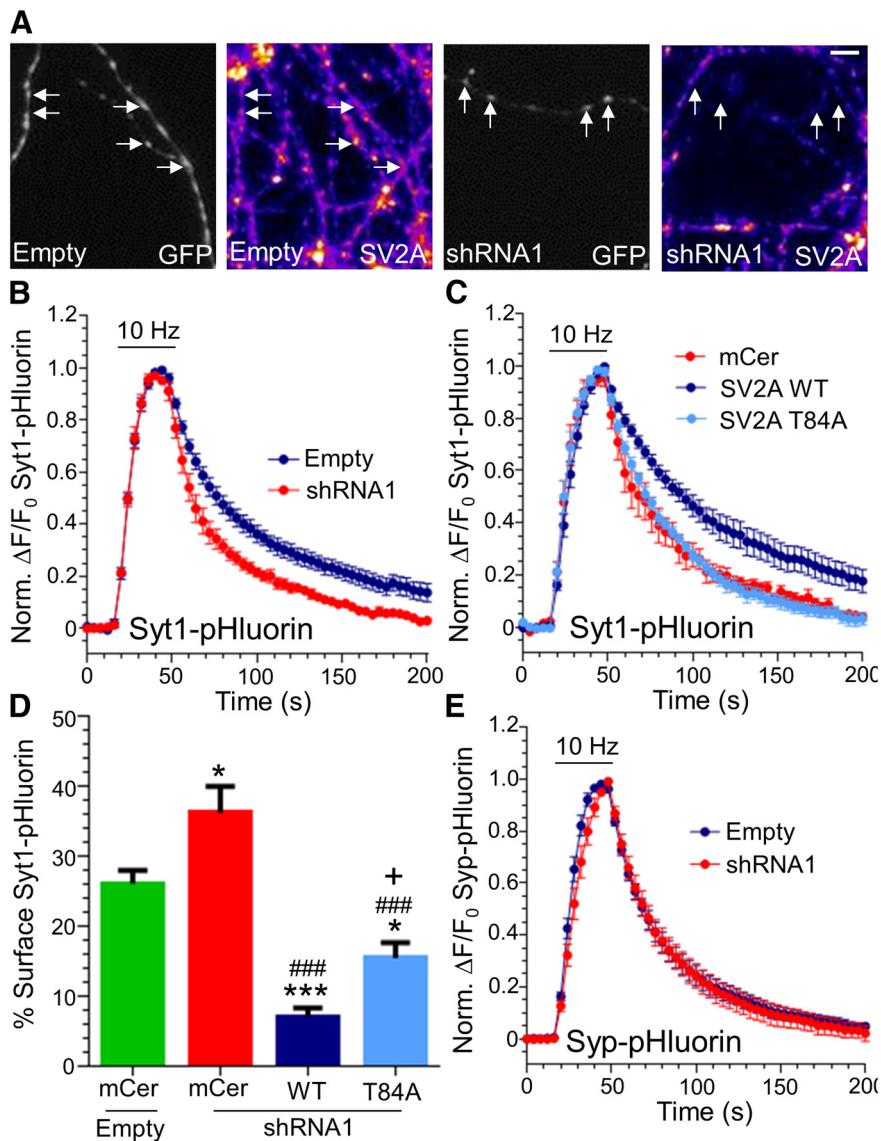 A
Empty GFP
Empty SV2A
shRNA1 GFP
shRNA1 SV2A
B
1.2
1.0
0.8
0.6
0.4
0.2
0
Norm. ΔF/F0 Syt1-pHluorin
10 Hz
Empty
shRNA1
Syt1-pHluorin
0 50 100 150 200
Time (s)
C
1.2
1.0
0.8
0.6
0.4
0.2
0
Norm. ΔF/F0 Syt1-pHluorin
10 Hz
mCer
SV2A WT
SV2A T84A
Syt1-pHluorin
0 50 100 150 200
Time (s)
D
50
40
30
20
10
0
% Surface Syt1-pHluorin
*
###
***
+
###
*
mCer mCer WT T84A
Empty shRNA1
E
1.2
1.0
0.8
0.6
0.4
0.2
0
Norm. ΔF/F0 Syp-pHluorin
10 Hz
Empty
shRNA1
Syp-pHluorin
0 50 100 150 200
Time (s)